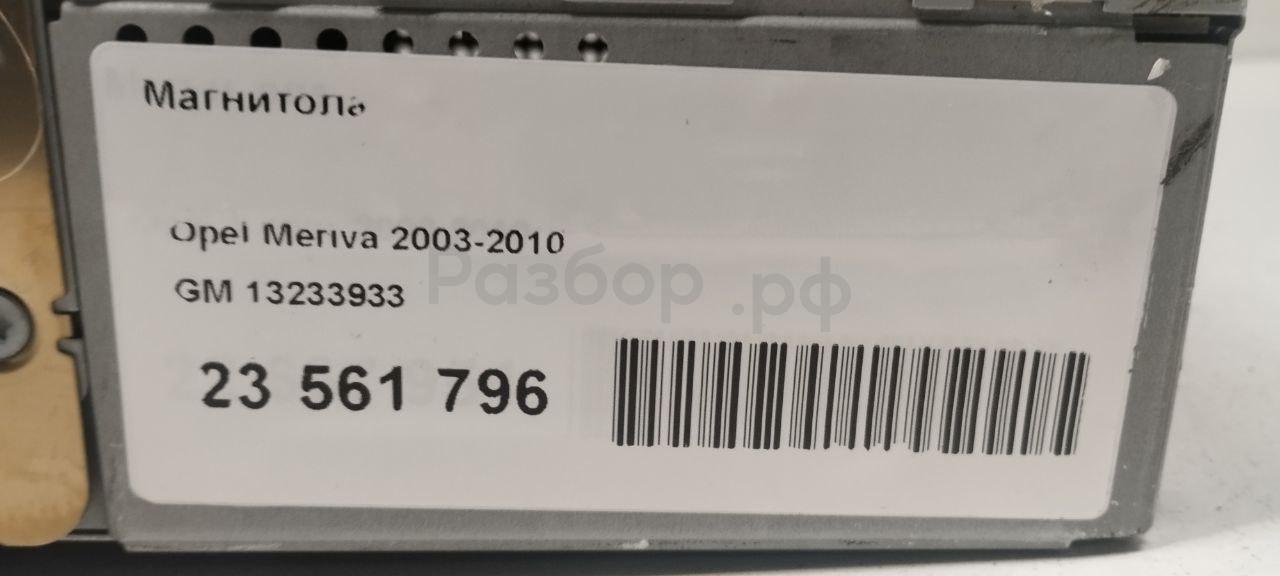 Магнитола
Opel Meriva 2003-2010
GM 13233933
Разбор.рф
23 561 796